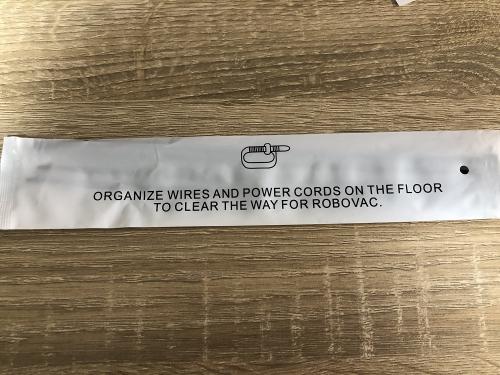 ORGANIZE WIRES AND POWER CORDS ON THE FLOOR
TO CLEAR THE WAY FOR ROBOVAC.